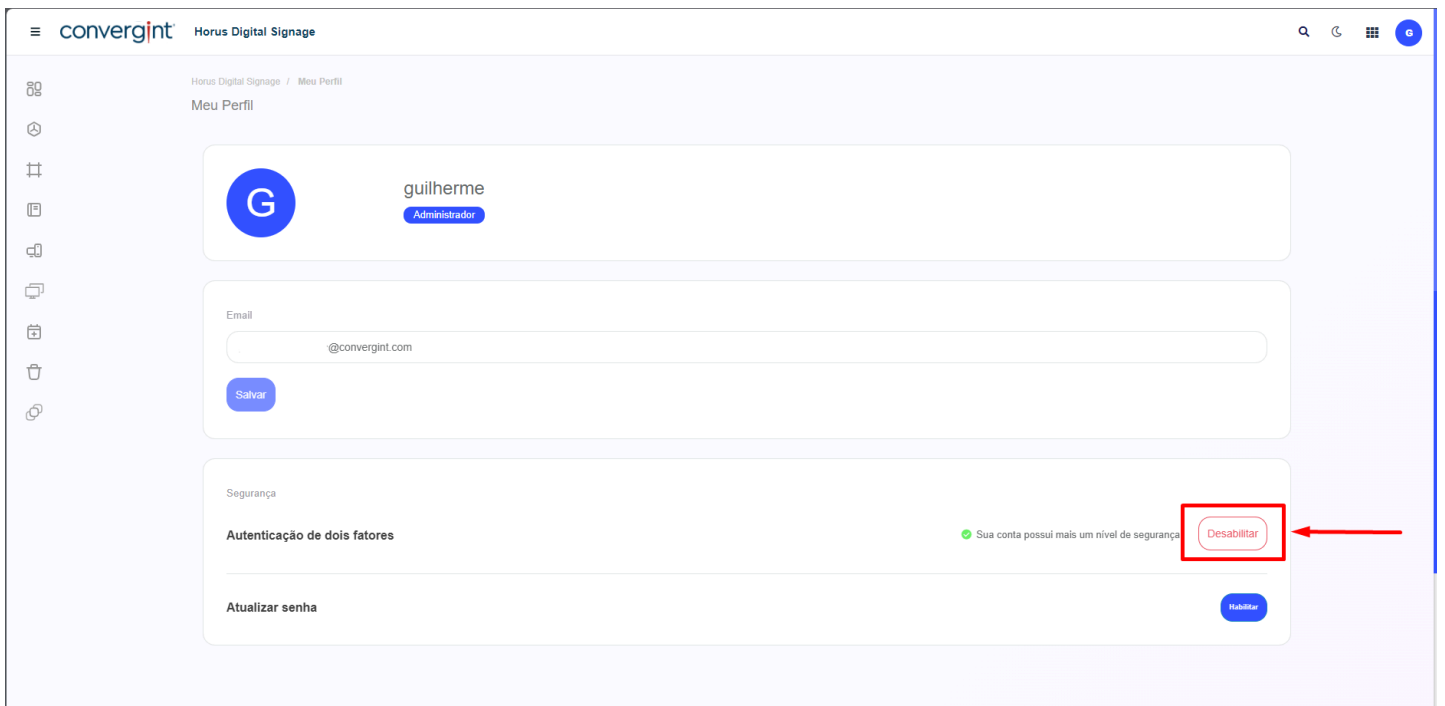 convergint Horus Digital Signage
G
Horus Digital Signage / Meu Perfil
Meu Perfil
G
guilherme
Administrador
Email
@convergint.com
Salvar
Segurança
Autenticação de dois fatores
Sua conta possui mais um nível de segurança
Desabilitar
Atualizar senha
Habilitar